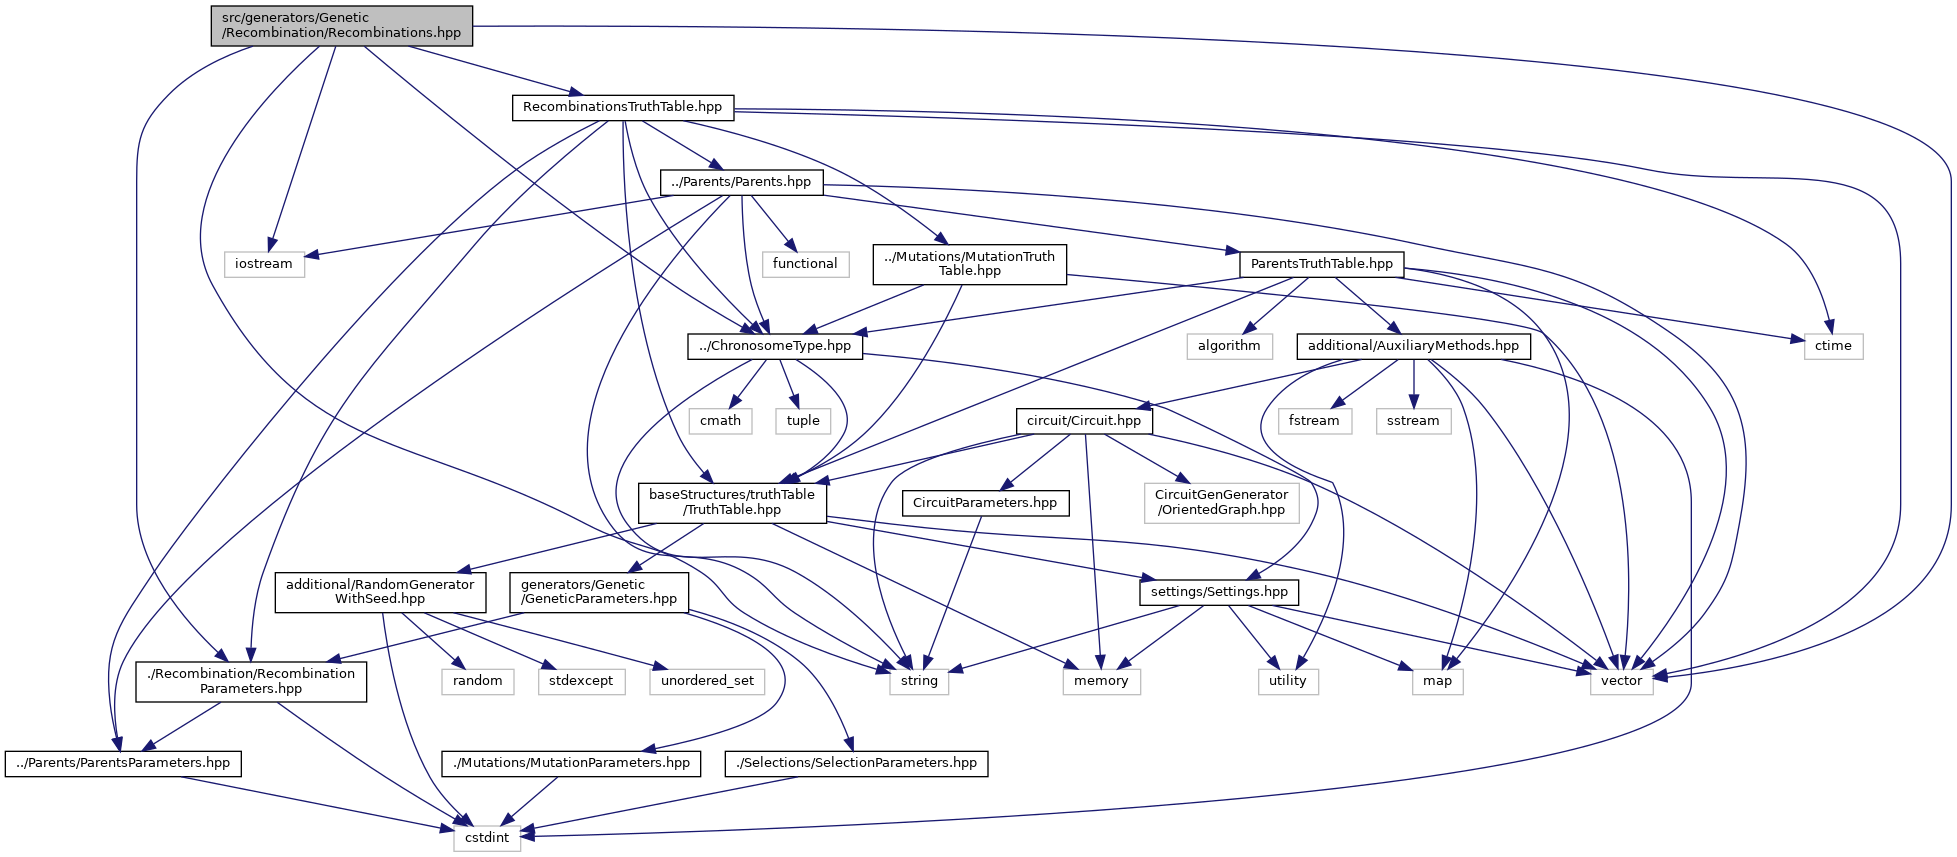 src/generators/Genetic
/Recombination/Recombinations.hpp
RecombinationsTruthTable.hpp
../Parents/Parents.hpp
iostream
functional
../Mutations/MutationTruth
Table.hpp
ParentsTruthTable.hpp
../ChronosomeType.hpp
algorithm
additional/AuxiliaryMethods.hpp
ctime
cmath
tuple
circuit/Circuit.hpp
fstream
sstream
baseStructures/truthTable
/TruthTable.hpp
CircuitParameters.hpp
CircuitGenGenerator
/OrientedGraph.hpp
additional/RandomGenerator
WithSeed.hpp
generators/Genetic
/GeneticParameters.hpp
settings/Settings.hpp
./Recombination/Recombination
Parameters.hpp
random
stdexcept
unordered_set
string
memory
utility
map
vector
../Parents/ParentsParameters.hpp
./Mutations/MutationParameters.hpp
./Selections/SelectionParameters.hpp
cstdint